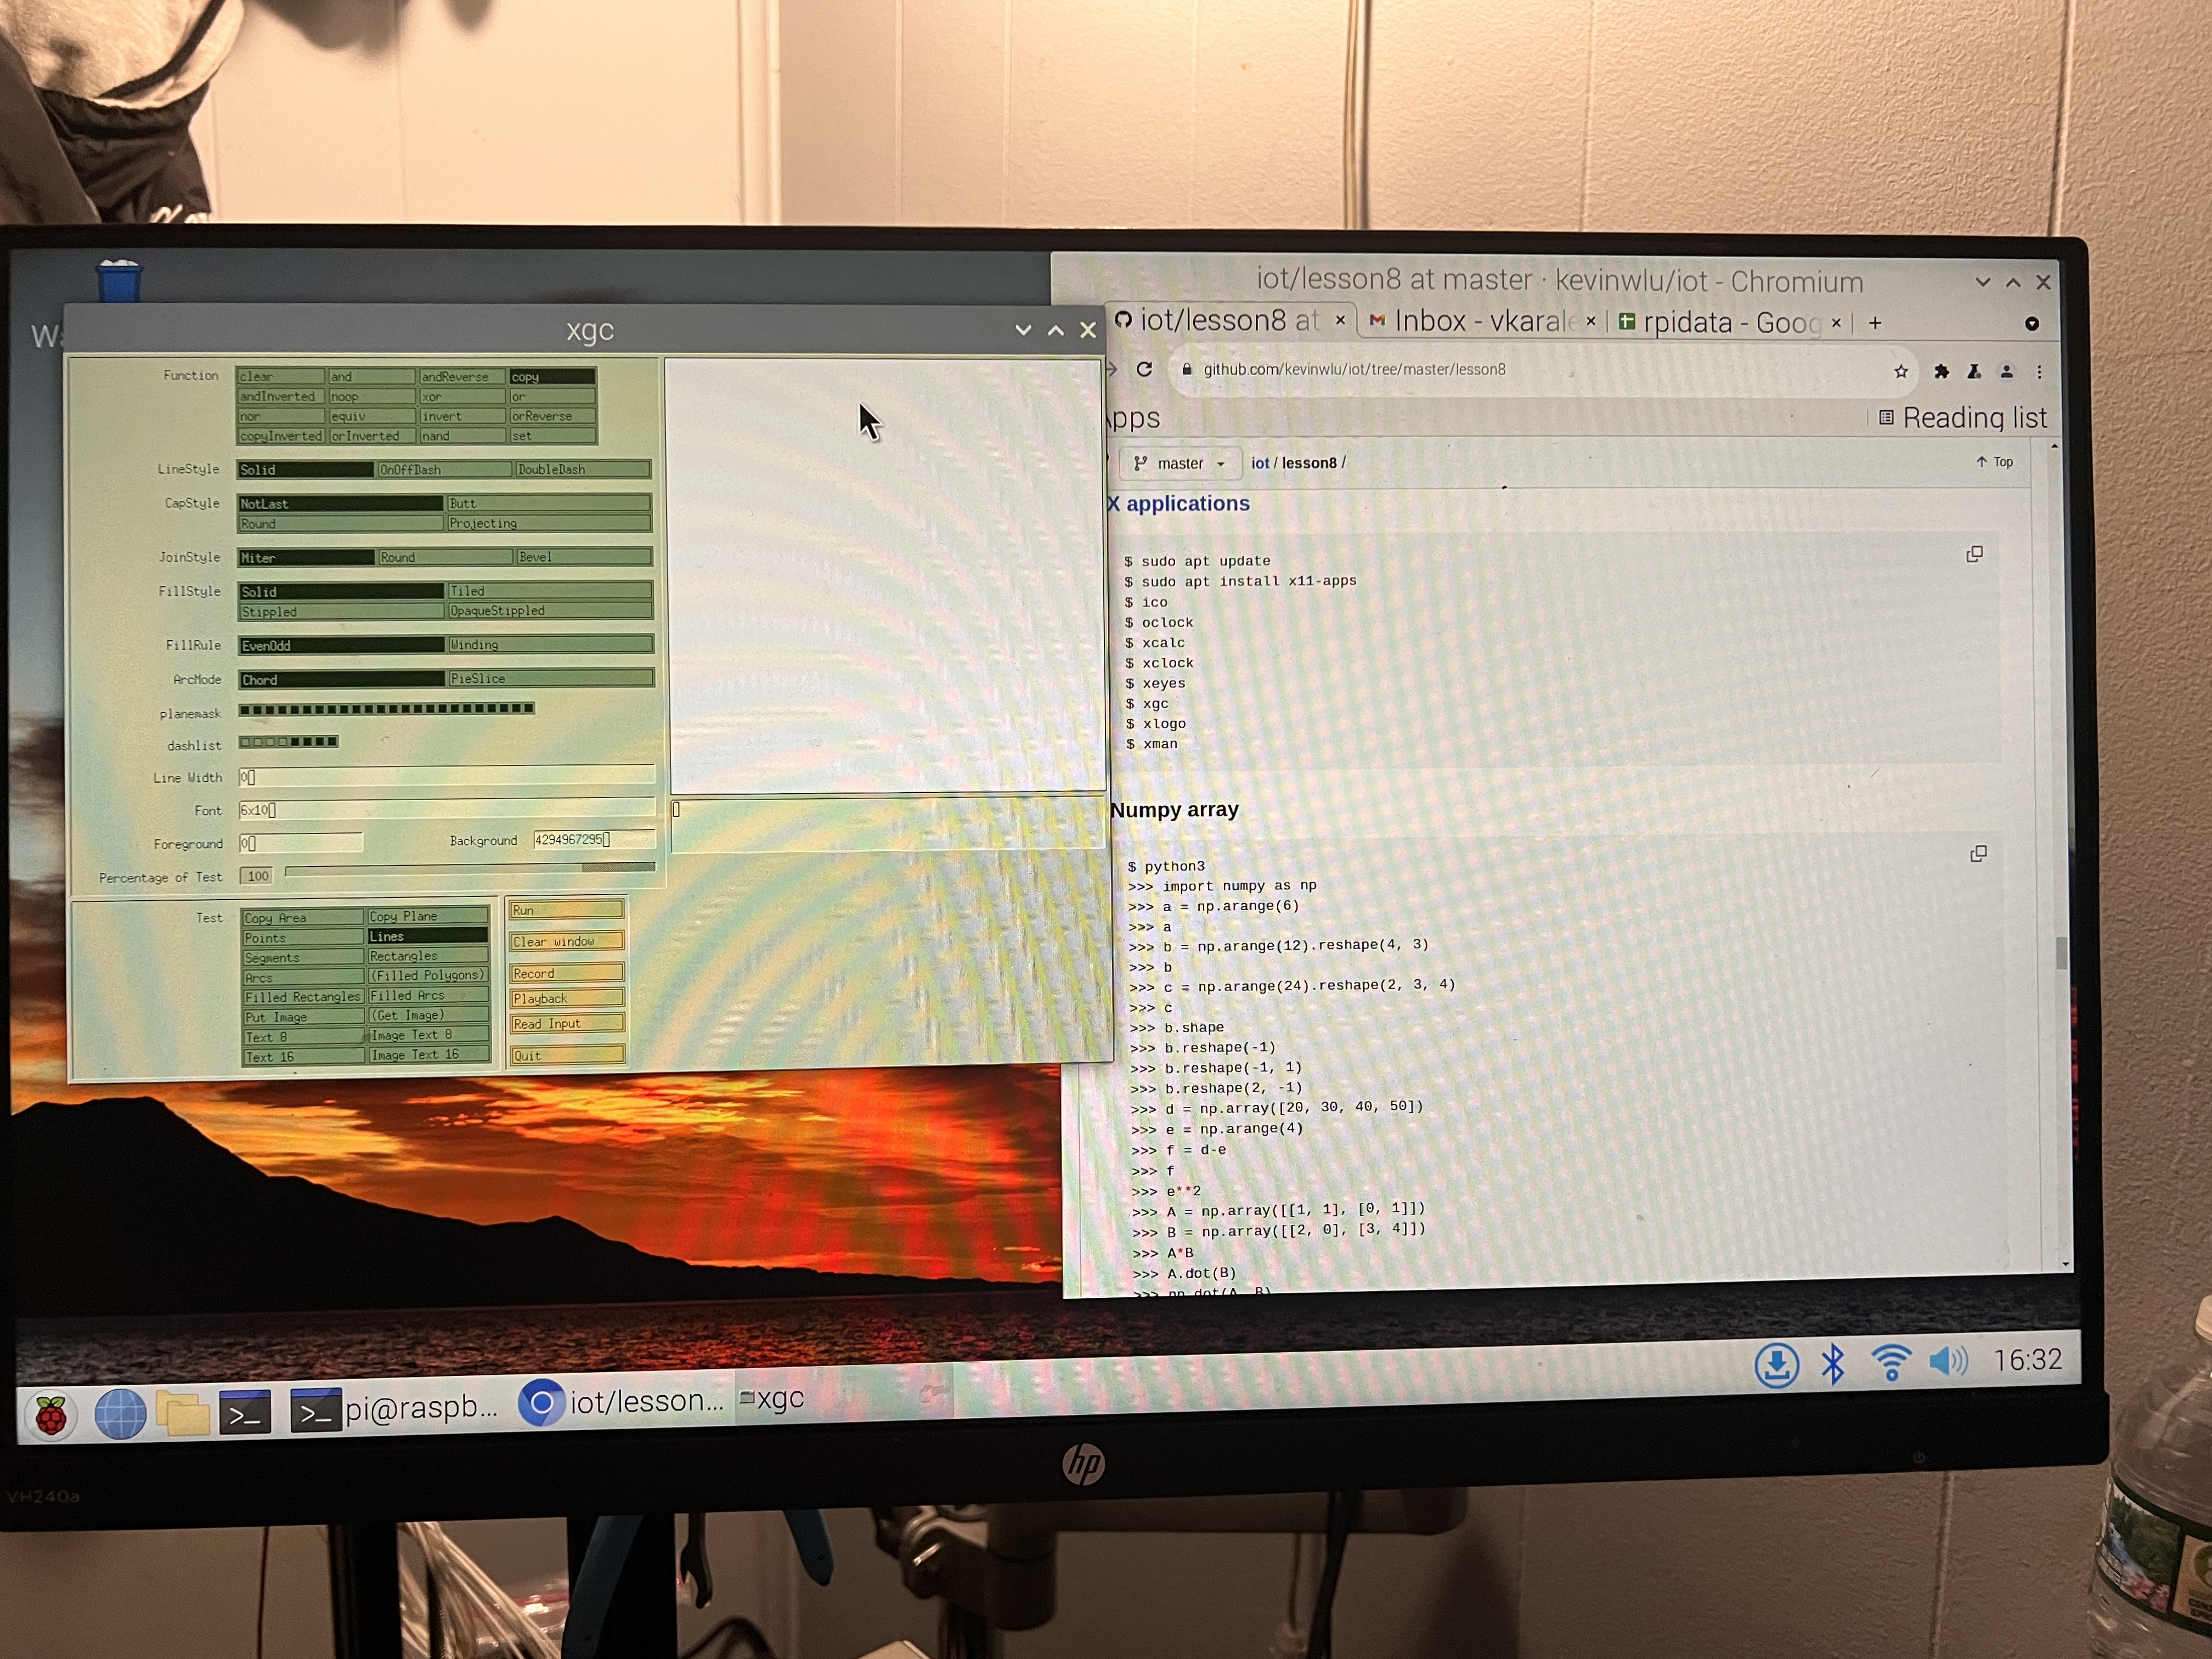 xgc
Function clear and andReverse copy
andInverted noop xor or
nor equiv invert orReverse
copyInverted orInverted nand set
LineStyle Solid OnOffDash DoubleDash
CapStyle NotLast Butt
Round Projecting
JoinStyle Miter Round Bevel
FillStyle Solid Tiled
Stippled OpaqueStippled
FillRule EvenOdd Winding
ArcMode Chord PieSlice
planemask
dashlist
Line Width 0
Font 6x10
Foreground 0 Background 4294967295
Percentage of Test 100
Test Copy Area Copy Plane
Points Lines
Segments Rectangles
Arcs (Filled Polygons)
Filled Rectangles Filled Arcs
Put Image (Get Image)
Text 8 Image Text 8
Text 16 Image Text 16
Run
Clear window
Record
Playback
Read Input
Quit
iot/lesson8 at master · kevinwlu/iot - Chromium
iot/lesson8 at Inbox - vkarale rpidata - Goog
github.com/kevinwlu/iot/tree/master/lesson8
Reading list
master iot / lesson8 / ↑ Top
X applications
$ sudo apt update
$ sudo apt install x11-apps
$ ico
$ oclock
$ xcalc
$ xclock
$ xeyes
$ xgc
$ xlogo
$ xman
Numpy array
$ python3
>>> import numpy as np
>>> a = np.arange(6)
>>> a
>>> b = np.arange(12).reshape(4, 3)
>>> b
>>> c = np.arange(24).reshape(2, 3, 4)
>>> c
>>> b.shape
>>> b.reshape(-1)
>>> b.reshape(-1, 1)
>>> b.reshape(2, -1)
>>> d = np.array([20, 30, 40, 50])
>>> e = np.arange(4)
>>> f = d-e
>>> f
>>> e**2
>>> A = np.array([[1, 1], [0, 1]])
>>> B = np.array([[2, 0], [3, 4]])
>>> A*B
>>> A.dot(B)
>>> np.dot(A, B)
pi@raspb... iot/lesson... xgc 16:32
hp
VH240a